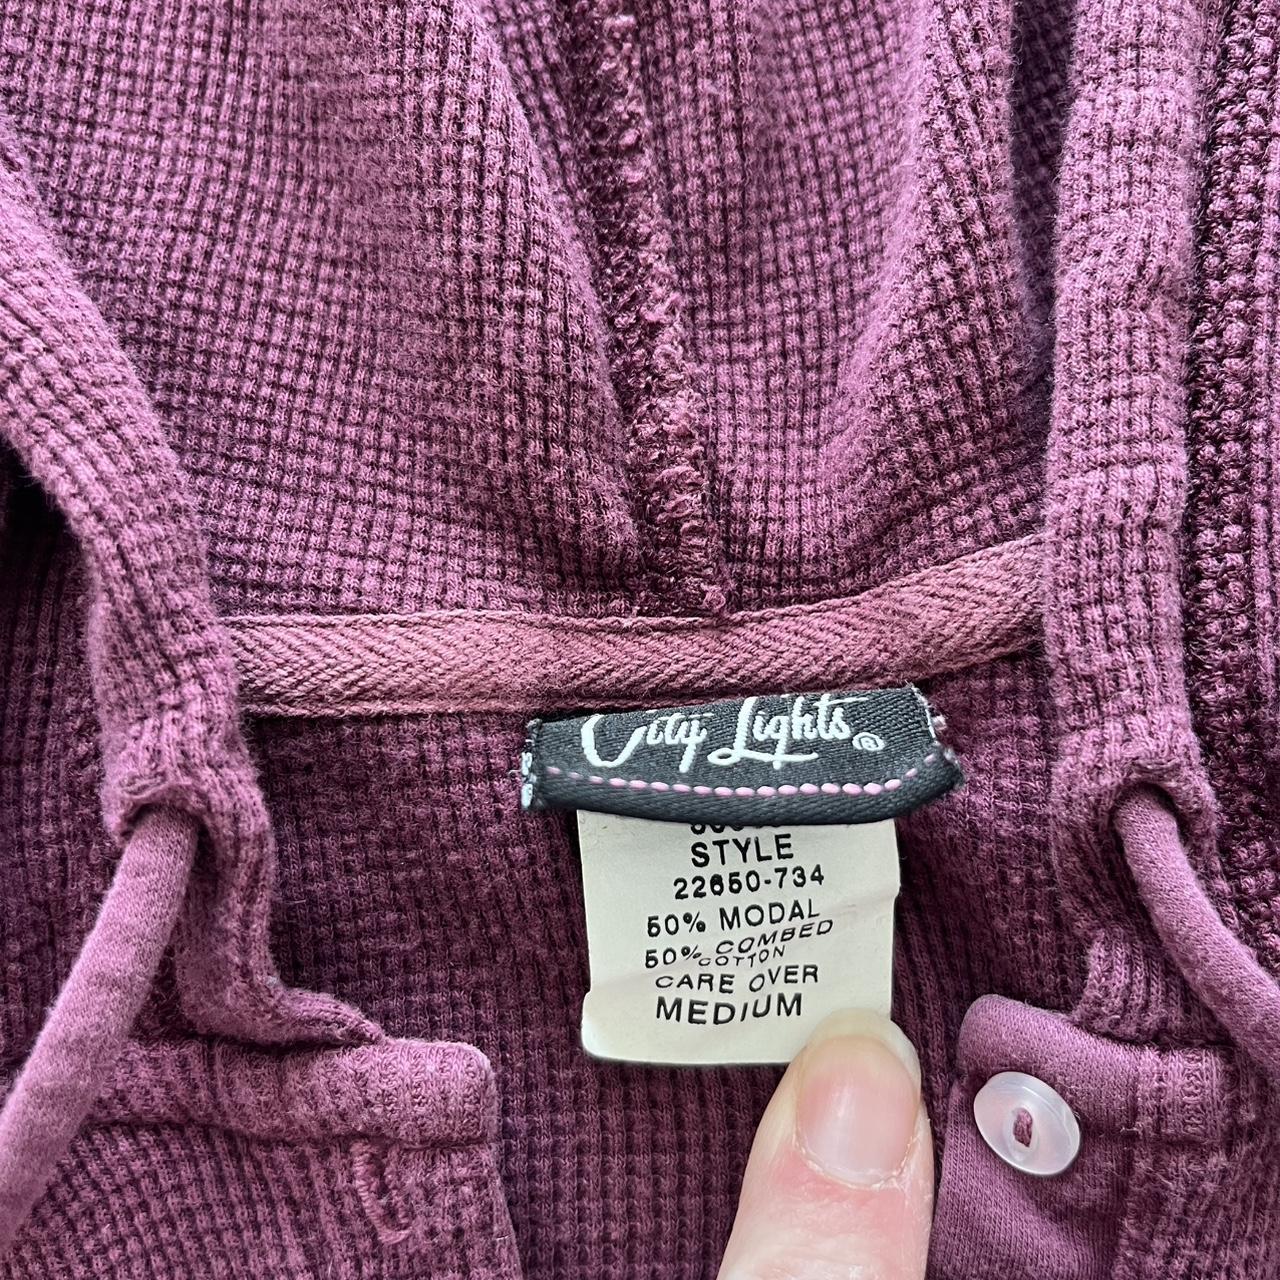 City Lights®
STYLE
22650-734
50% MODAL
50% COMBED
COTTON
CARE OVER
MEDIUM